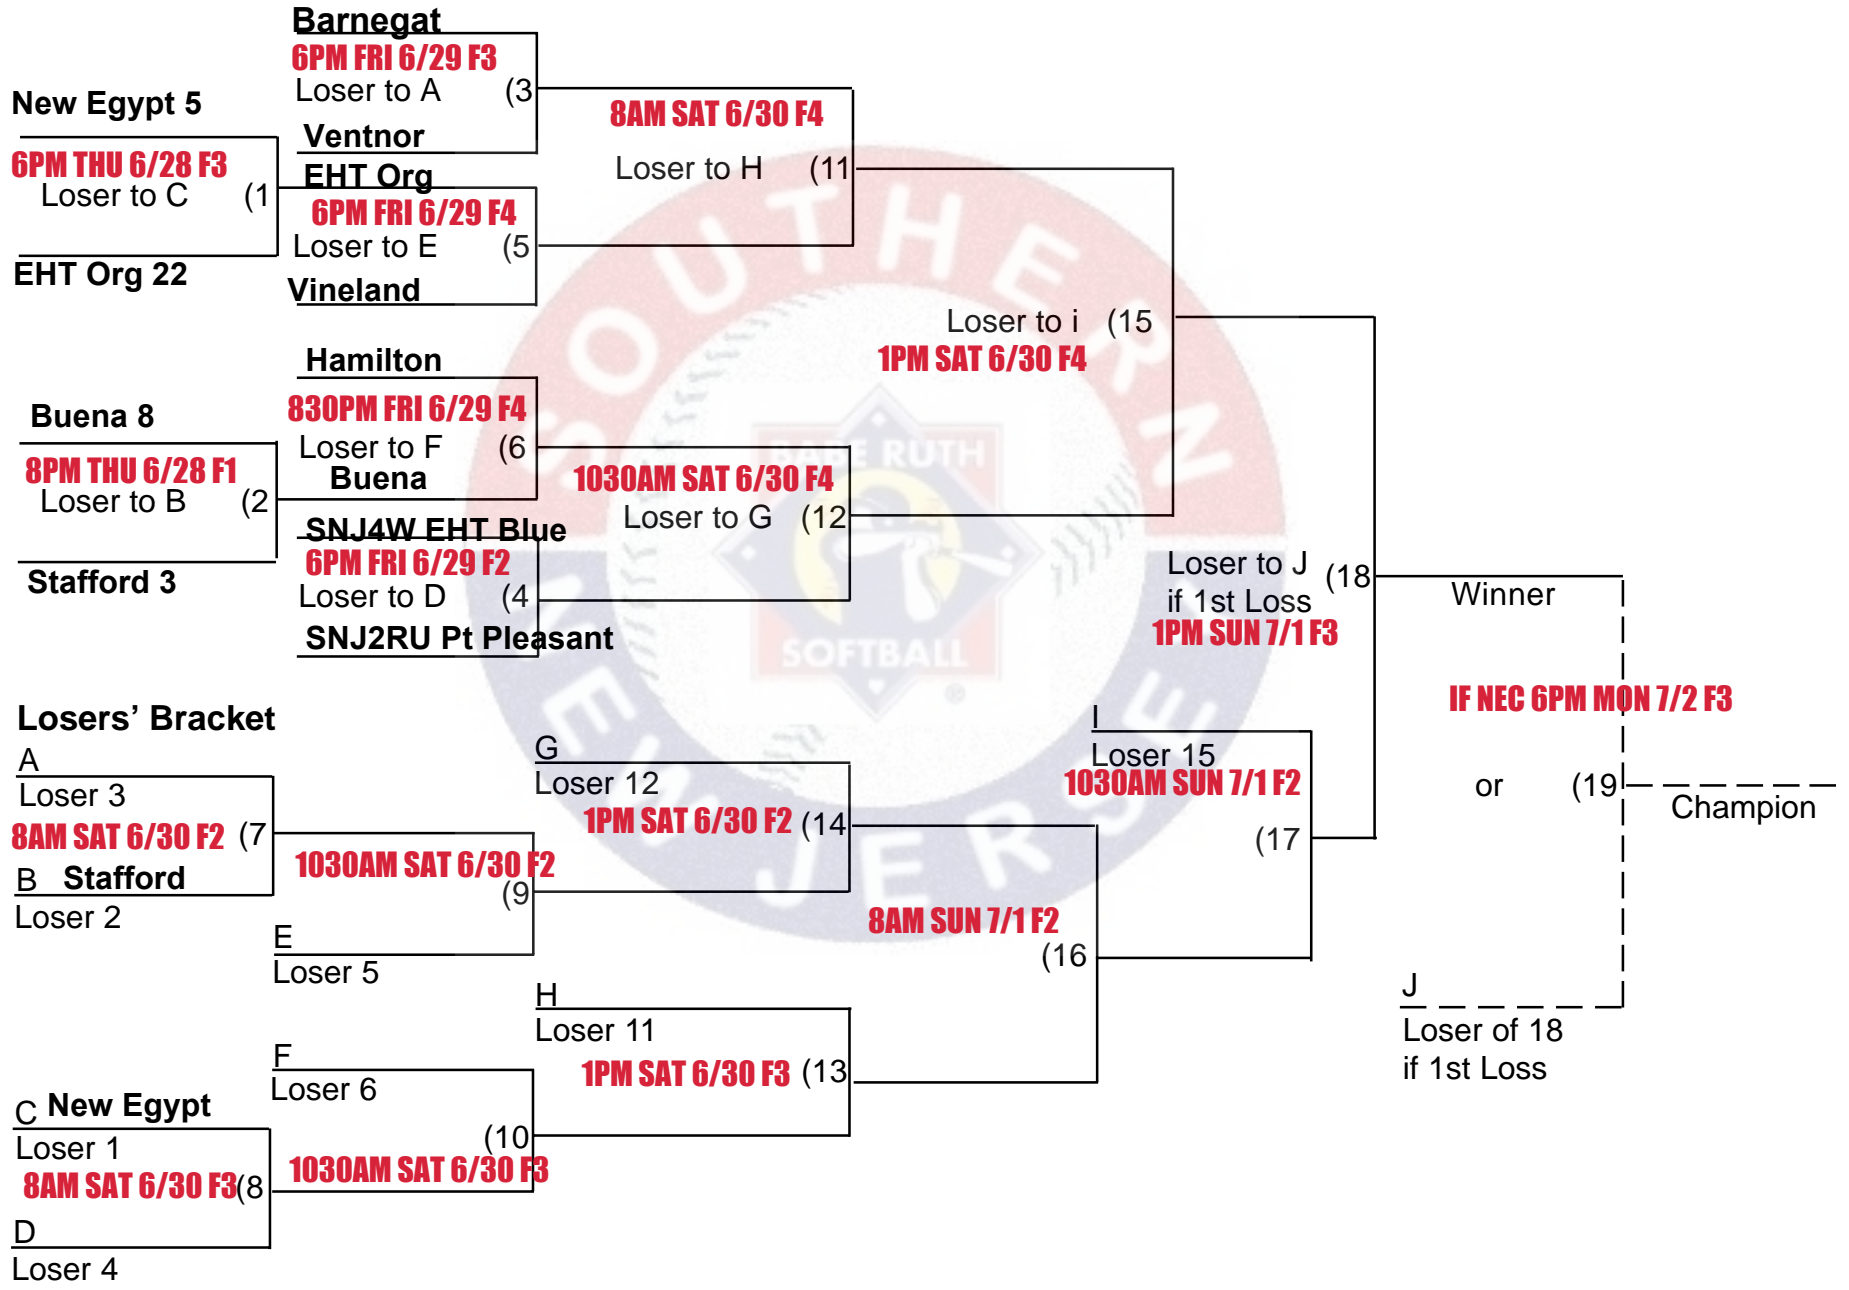 Barnegat
6PM FRI 6/29 F3
Loser to A (3
Ventnor
New Egypt 5
6PM THU 6/28 F3
Loser to C (1
EHT Org 22
EHT Org
6PM FRI 6/29 F4
Loser to E (5
Vineland
8AM SAT 6/30 F4
Loser to H (11
Hamilton
830PM FRI 6/29 F4
Loser to F (6
Buena
Buena 8
8PM THU 6/28 F1
Loser to B (2
Stafford 3
SNJ4W EHT Blue
6PM FRI 6/29 F2
Loser to D (4
SNJ2RU Pt Pleasant
1030AM SAT 6/30 F4
Loser to G (12
Loser to i (15
1PM SAT 6/30 F4
Loser to J (18
if 1st Loss
1PM SUN 7/1 F3
Winner
IF NEC 6PM MON 7/2 F3
or (19
Champion
J
Loser of 18
if 1st Loss
Losers’ Bracket
A
Loser 3
8AM SAT 6/30 F2 (7
B Stafford
Loser 2
1030AM SAT 6/30 F2
(9
E
Loser 5
G
Loser 12
1PM SAT 6/30 F2 (14
I
Loser 15
1030AM SUN 7/1 F2
(17
8AM SUN 7/1 F2
(16
H
Loser 11
1PM SAT 6/30 F3 (13
F
Loser 6
(10
1030AM SAT 6/30 F3
C New Egypt
Loser 1
8AM SAT 6/30 F3 (8
D
Loser 4
SOUTHERN
NEW JERSEY
BABE RUTH
SOFTBALL
®